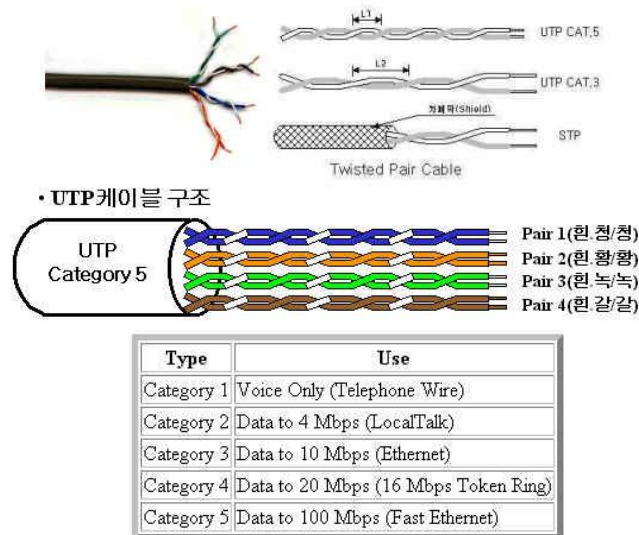 L1
UTP CAT.5
L2
UTP CAT.3
차폐막(Shield)
STP
Twisted Pair Cable
• UTP케이블 구조
UTP
Category 5
Pair 1(흰.청/청)
Pair 2(흰.황/황)
Pair 3(흰.녹/녹)
Pair 4(흰.갈/갈)
Type Use
Category 1 Voice Only (Telephone Wire)
Category 2 Data to 4 Mbps (LocalTalk)
Category 3 Data to 10 Mbps (Ethernet)
Category 4 Data to 20 Mbps (16 Mbps Token Ring)
Category 5 Data to 100 Mbps (Fast Ethernet)